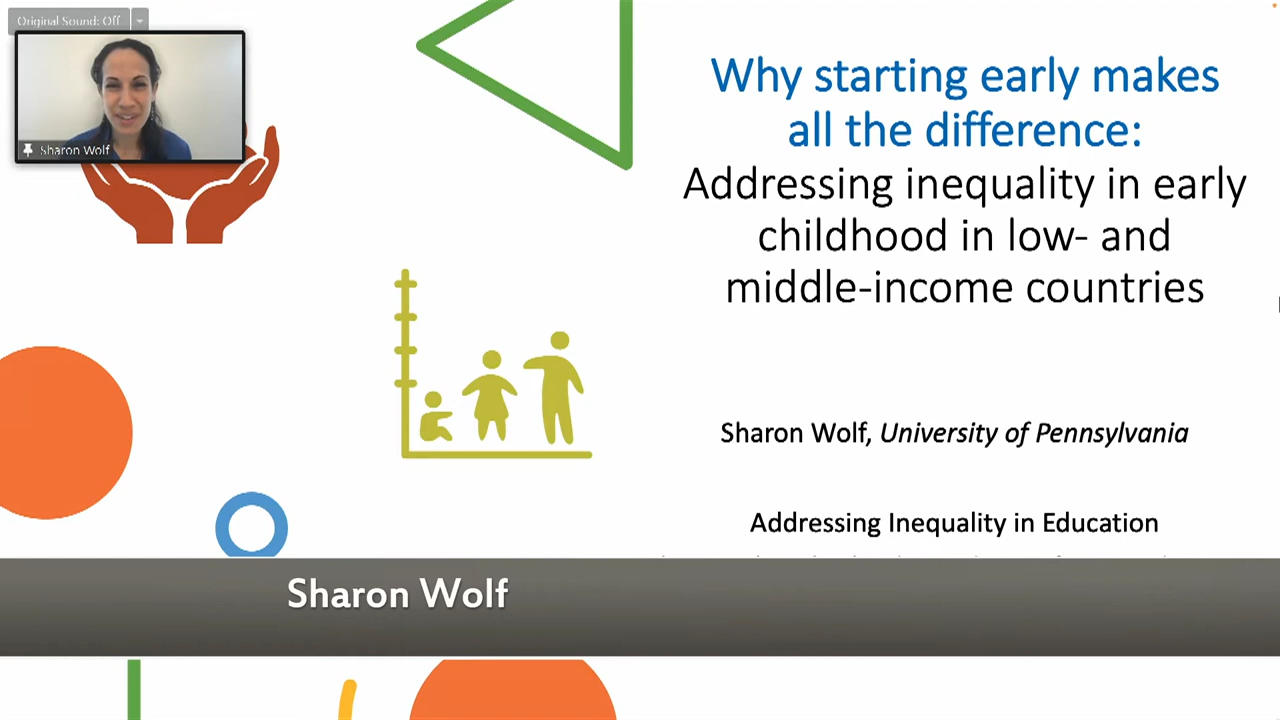 Original Sound: Off
Sharon Wolf
Why starting early makes
all the difference:
Addressing inequality in early
childhood in low- and
middle-income countries
Sharon Wolf, University of Pennsylvania
Addressing Inequality in Education
Sharon Wolf